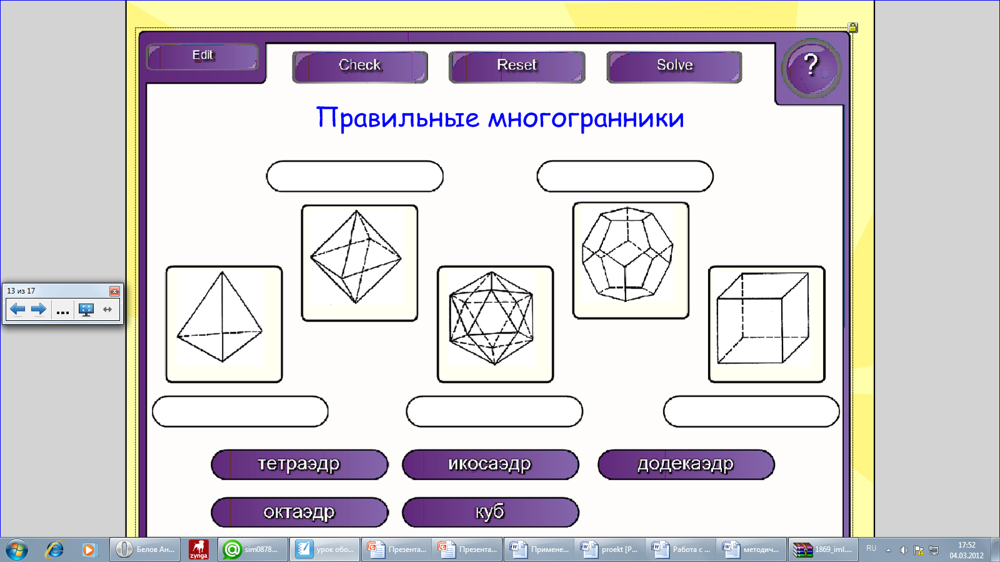 Edit
Check
Reset
Solve
?
Правильные многогранники
13 из 17
тетраэдр
икосаэдр
додекаэдр
октаэдр
куб
zynga
Белов Ан...
sim0878...
урок обо...
Презента...
Презента...
Примене...
proekt [Р...
Работа с ...
методич...
1869_iml....
RU
17:52
04.03.2012